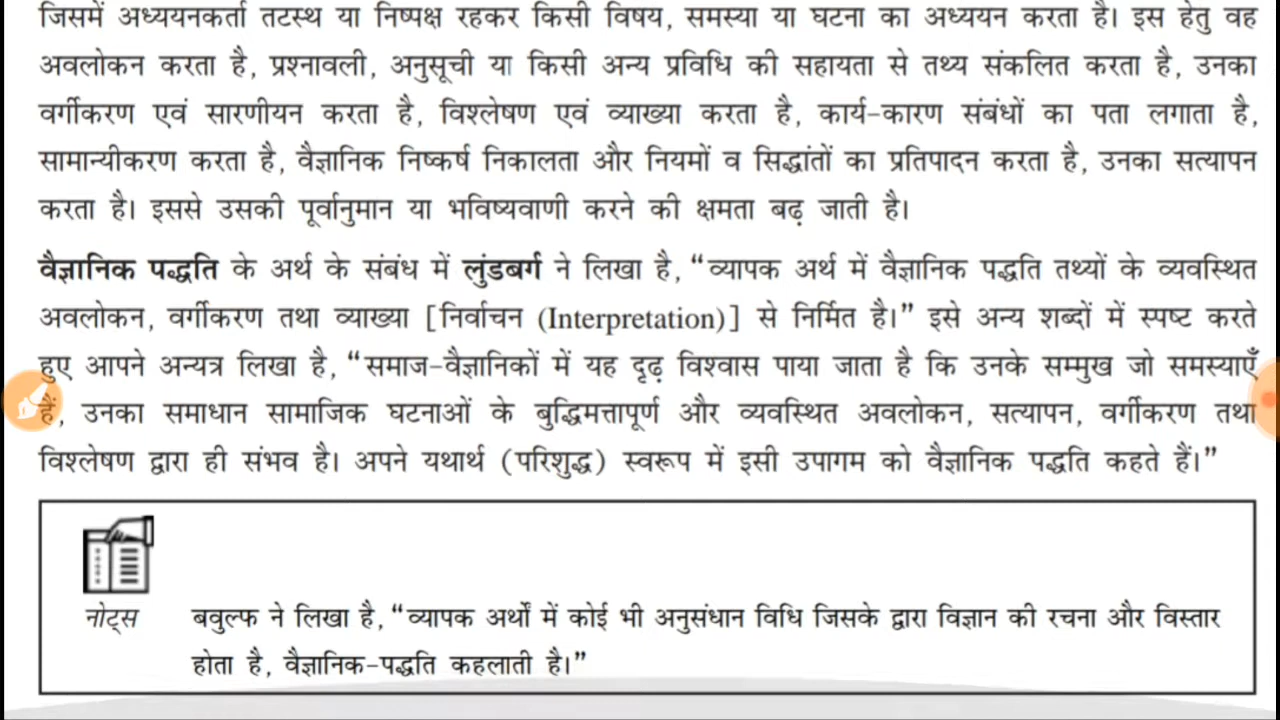 जिसमें अध्ययनकर्ता तटस्थ या निष्पक्ष रहकर किसी विषय, समस्या या घटना का अध्ययन करता है। इस हेतु वह
अवलोकन करता है, प्रश्नावली, अनुसूची या किसी अन्य प्रविधि की सहायता से तथ्य संकलित करता है, उनका
वर्गीकरण एवं सारणीयन करता है, विश्लेषण एवं व्याख्या करता है, कार्य-कारण संबंधों का पता लगाता है,
सामान्यीकरण करता है, वैज्ञानिक निष्कर्ष निकालता और नियमों व सिद्धांतों का प्रतिपादन करता है, उनका सत्यापन
करता है। इससे उसकी पूर्वानुमान या भविष्यवाणी करने की क्षमता बढ़ जाती है।
वैज्ञानिक पद्धति के अर्थ के संबंध में लुंडबर्ग ने लिखा है, “व्यापक अर्थ में वैज्ञानिक पद्धति तथ्यों के व्यवस्थित
अवलोकन, वर्गीकरण तथा व्याख्या [निर्वाचन (Interpretation)] से निर्मित है।” इसे अन्य शब्दों में स्पष्ट करते
हुए आपने अन्यत्र लिखा है, “समाज-वैज्ञानिकों में यह दृढ़ विश्वास पाया जाता है कि उनके सम्मुख जो समस्याएँ
हैं, उनका समाधान सामाजिक घटनाओं के बुद्धिमत्तापूर्ण और व्यवस्थित अवलोकन, सत्यापन, वर्गीकरण तथा
विश्लेषण द्वारा ही संभव है। अपने यथार्थ (परिशुद्ध) स्वरूप में इसी उपागम को वैज्ञानिक पद्धति कहते हैं।”
नोट्स
बवुल्फ ने लिखा है, “व्यापक अर्थों में कोई भी अनुसंधान विधि जिसके द्वारा विज्ञान की रचना और विस्तार
होता है, वैज्ञानिक-पद्धति कहलाती है।”